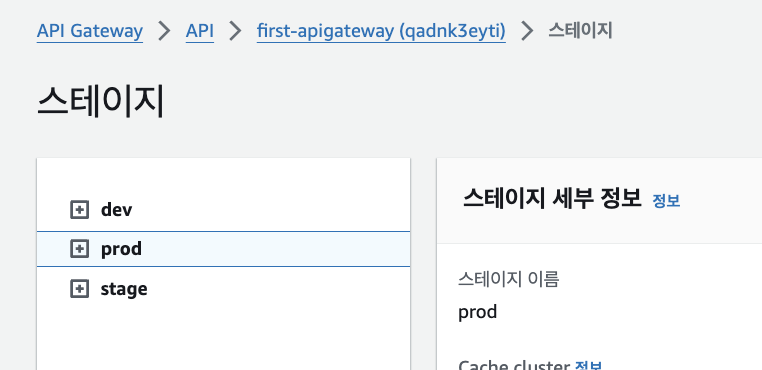 API Gateway > API > first-apigateway (qadnk3eyti) > 스테이지
스테이지
dev
prod
stage
스테이지 세부 정보 정보
스테이지 이름
prod
Cache cluster 정보